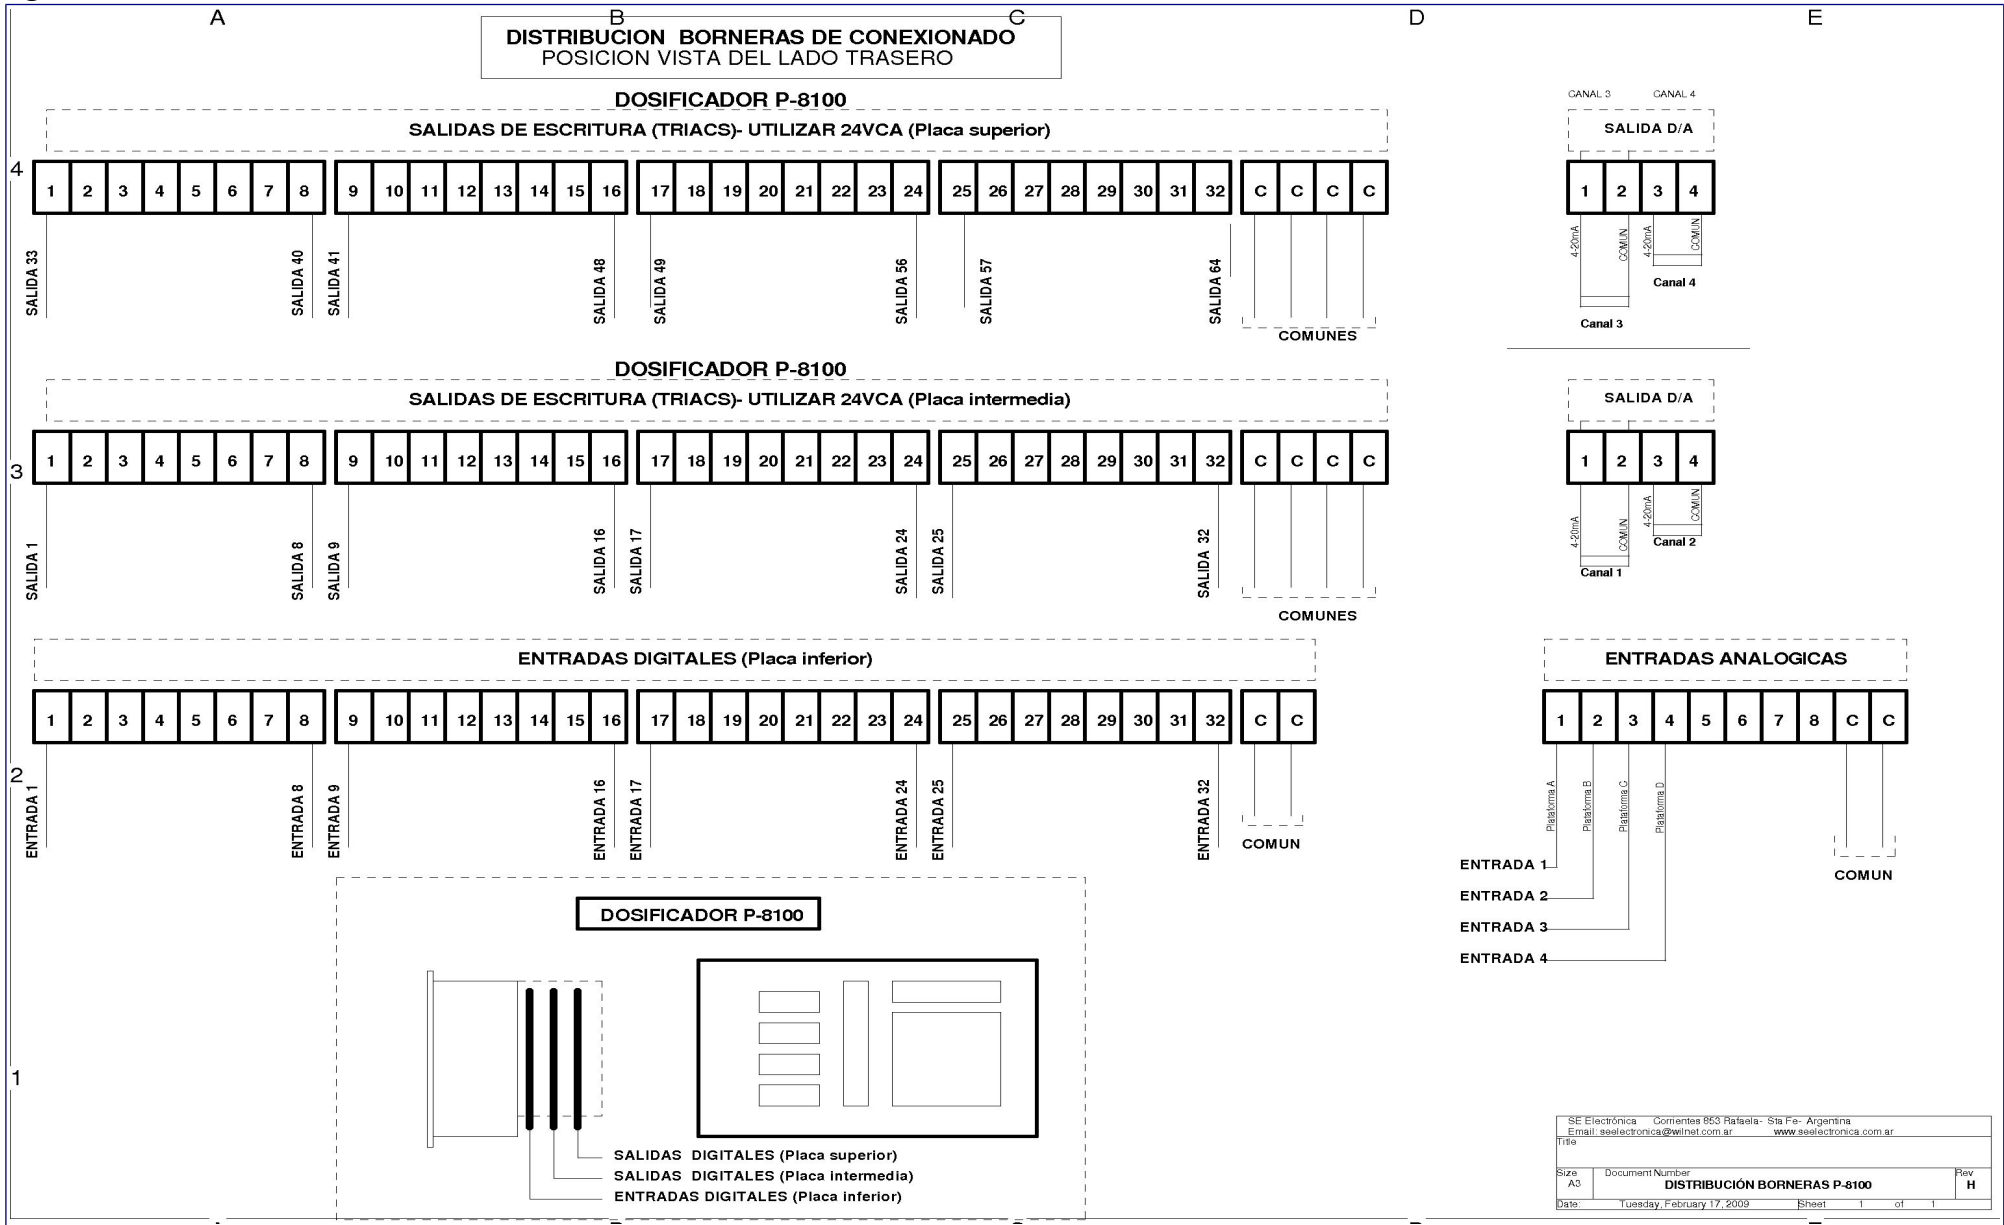 A B C D E
DISTRIBUCION BORNERAS DE CONEXIONADO
POSICION VISTA DEL LADO TRASERO
DOSIFICADOR P-8100
SALIDAS DE ESCRITURA (TRIACS)- UTILIZAR 24VCA (Placa superior)
4
1 2 3 4 5 6 7 8 9 10 11 12 13 14 15 16 17 18 19 20 21 22 23 24 25 26 27 28 29 30 31 32 C C C C
SALIDA 33
SALIDA 40
SALIDA 41
SALIDA 48
SALIDA 49
SALIDA 56
SALIDA 57
SALIDA 64
COMUNES
CANAL 3 CANAL 4
SALIDA D/A
1 2 3 4
4-20mA
COMUN
4-20mA
COMUN
Canal 4
Canal 3
DOSIFICADOR P-8100
SALIDAS DE ESCRITURA (TRIACS)- UTILIZAR 24VCA (Placa intermedia)
3
1 2 3 4 5 6 7 8 9 10 11 12 13 14 15 16 17 18 19 20 21 22 23 24 25 26 27 28 29 30 31 32 C C C C
SALIDA 1
SALIDA 8
SALIDA 9
SALIDA 16
SALIDA 17
SALIDA 24
SALIDA 25
SALIDA 32
COMUNES
SALIDA D/A
1 2 3 4
4-20mA
COMUN
4-20mA
COMUN
Canal 2
Canal 1
ENTRADAS DIGITALES (Placa inferior)
1 2 3 4 5 6 7 8 9 10 11 12 13 14 15 16 17 18 19 20 21 22 23 24 25 26 27 28 29 30 31 32 C C
2
ENTRADA 1
ENTRADA 8
ENTRADA 9
ENTRADA 16
ENTRADA 17
ENTRADA 24
ENTRADA 25
ENTRADA 32
COMUN
ENTRADAS ANALOGICAS
1 2 3 4 5 6 7 8 C C
Plataforma A
Plataforma B
Plataforma C
Plataforma D
ENTRADA 1
ENTRADA 2
ENTRADA 3
ENTRADA 4
COMUN
DOSIFICADOR P-8100
1
SALIDAS DIGITALES (Placa superior)
SALIDAS DIGITALES (Placa intermedia)
ENTRADAS DIGITALES (Placa inferior)
SE Electrónica Corrientes 853 Rafaela- Sta Fe- Argentina
Email: seelectronica@wilnet.com.ar www.seelectronica.com.ar
Title
Size Document Number Rev
A3 DISTRIBUCIÓN BORNERAS P-8100 H
Date: Tuesday, February 17, 2009 Sheet 1 of 1